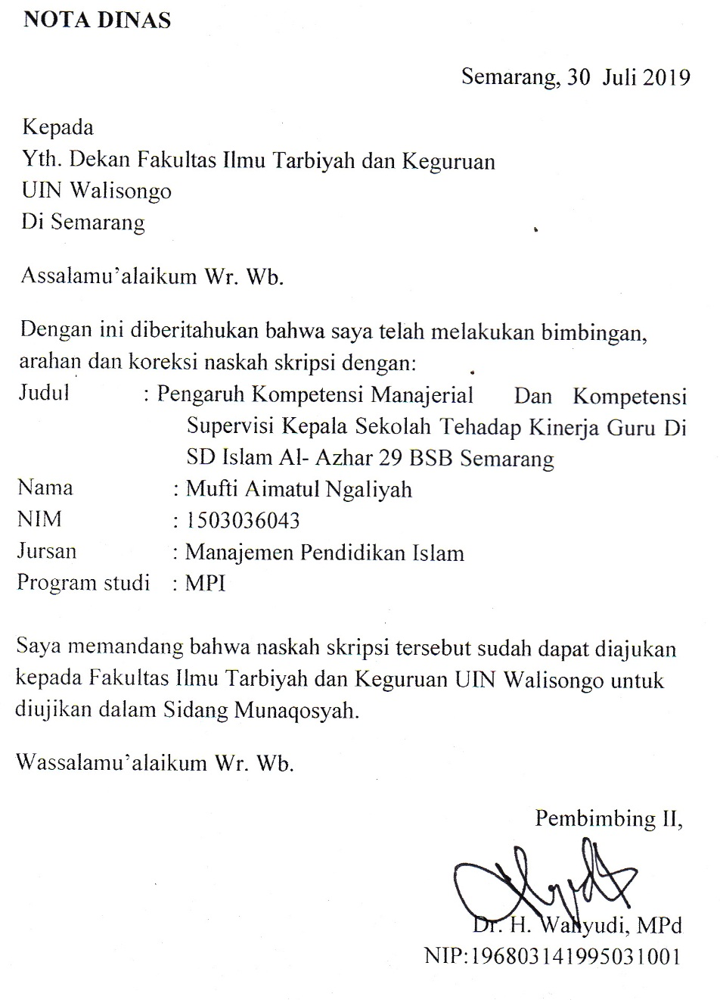 NOTA DINAS
Semarang, 30 Juli 2019
Kepada
Yth. Dekan Fakultas Ilmu Tarbiyah dan Keguruan
UIN Walisongo
Di Semarang
Assalamu’alaikum Wr. Wb.
Dengan ini diberitahukan bahwa saya telah melakukan bimbingan,
arahan dan koreksi naskah skripsi dengan:
Judul : Pengaruh Kompetensi Manajerial Dan Kompetensi
Supervisi Kepala Sekolah Tehadap Kinerja Guru Di
SD Islam Al- Azhar 29 BSB Semarang
Nama : Mufti Aimatul Ngaliyah
NIM : 1503036043
Jursan : Manajemen Pendidikan Islam
Program studi : MPI
Saya memandang bahwa naskah skripsi tersebut sudah dapat diajukan
kepada Fakultas Ilmu Tarbiyah dan Keguruan UIN Walisongo untuk
diujikan dalam Sidang Munaqosyah.
Wassalamu’alaikum Wr. Wb.
Pembimbing II,
Dr. H. Wahyudi, MPd
NIP:196803141995031001